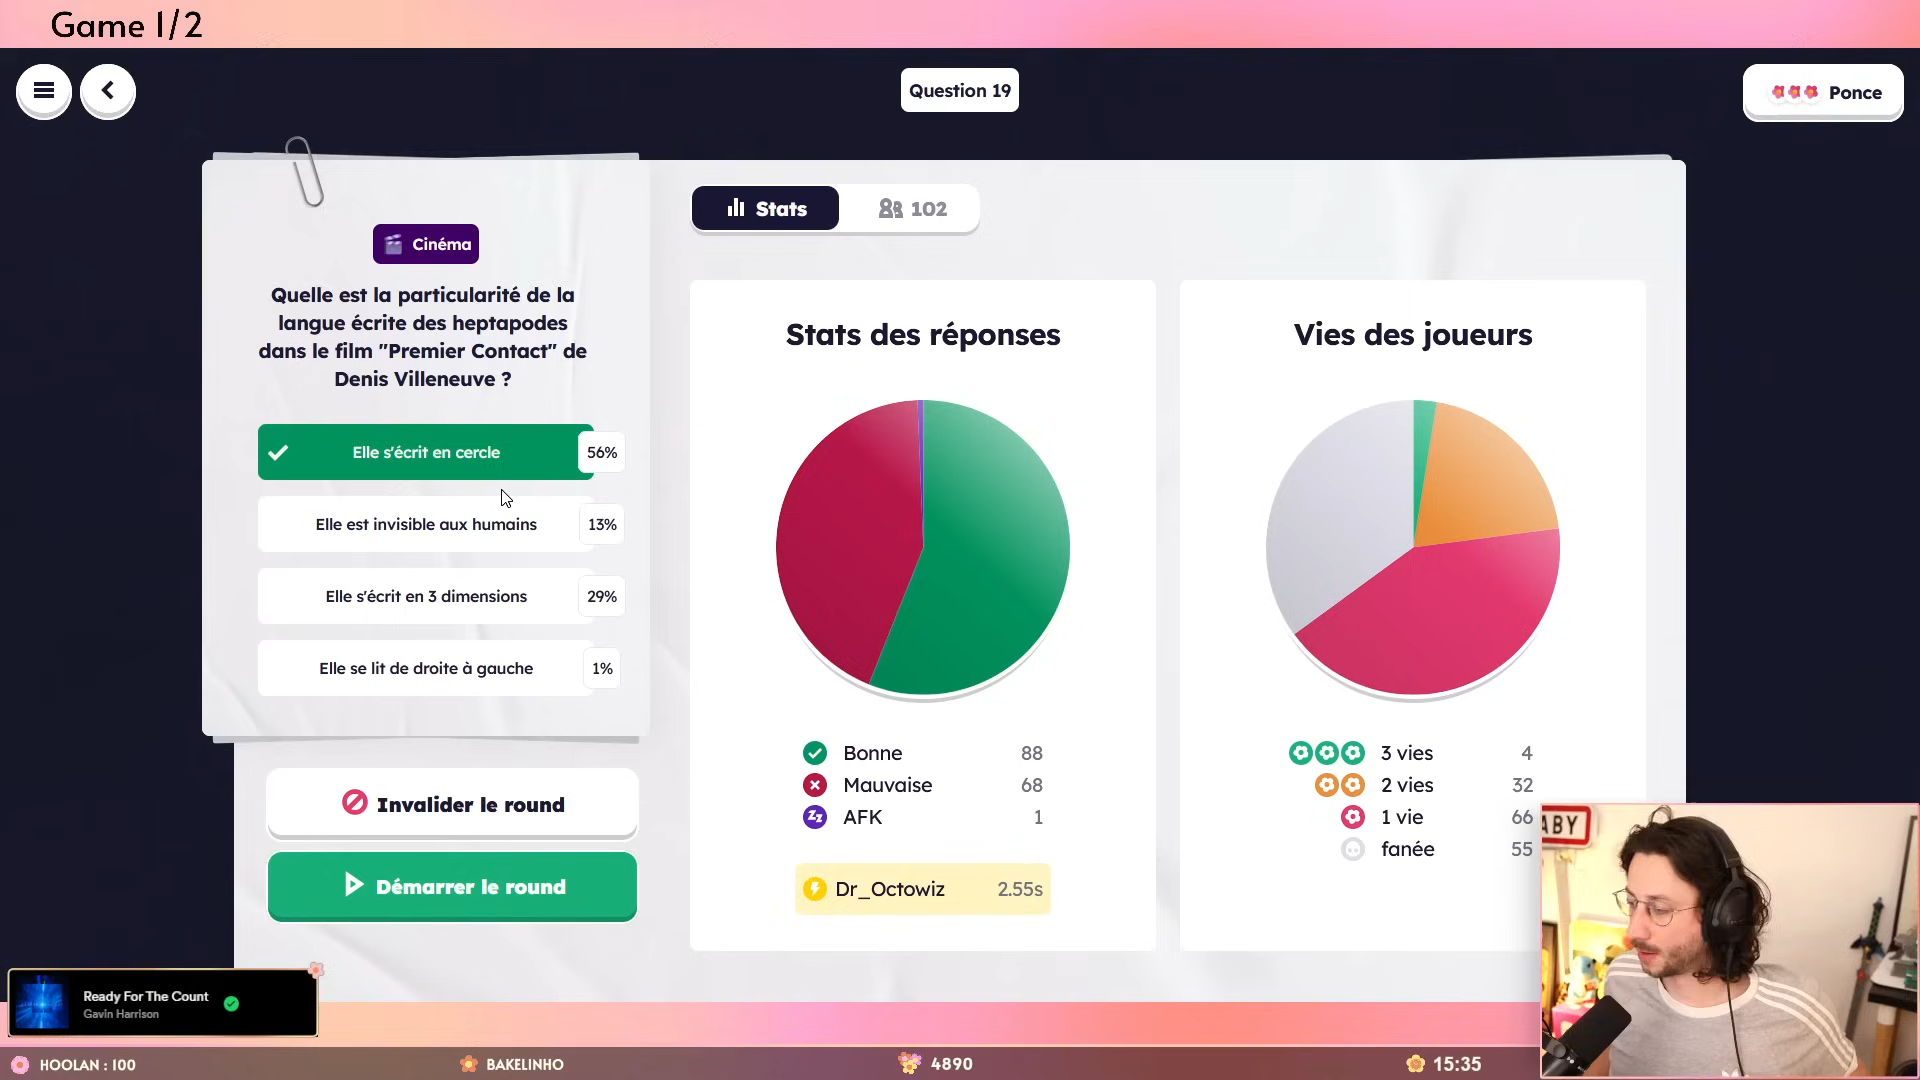 Game 1/2
Question 19
Ponce
Cinéma
Quelle est la particularité de la
langue écrite des heptapodes
dans le film "Premier Contact" de
Denis Villeneuve ?
Elle s'écrit en cercle
56%
Elle est invisible aux humains
13%
Elle s'écrit en 3 dimensions
29%
Elle se lit de droite à gauche
1%
Invalider le round
Démarrer le round
Stats
102
Stats des réponses
Bonne 88
Mauvaise 68
AFK 1
Dr_Octowiz 2.55s
Vies des joueurs
3 vies 4
2 vies 32
1 vie 66
fanée 55
ABY
Ready For The Count
Gavin Harrison
HOOLAN : 100
BAKELINHO
4890
15:35